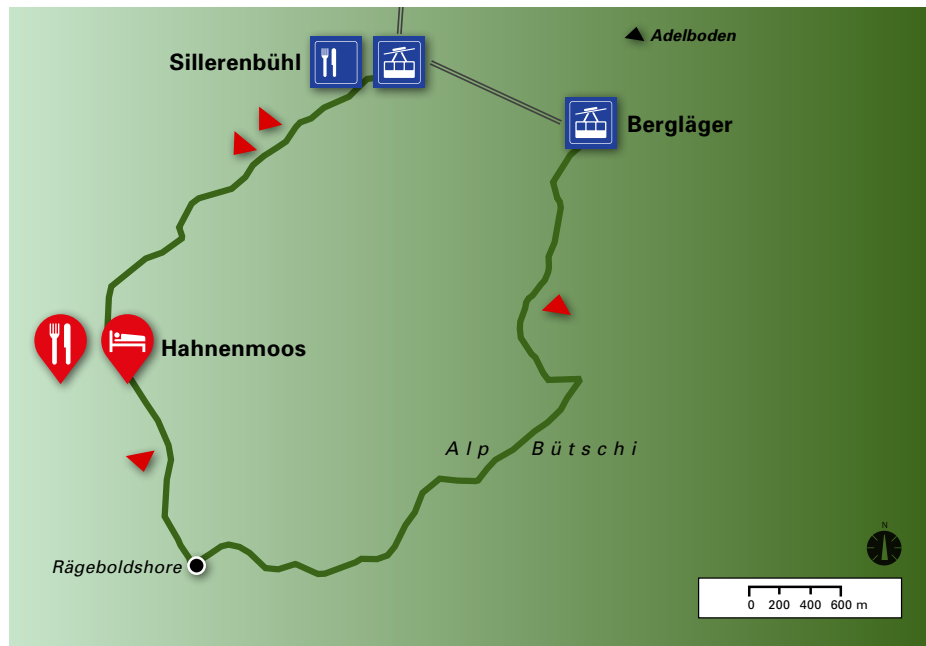 Adelboden
Sillerenbühl
Bergläger
Hahnenmoos
Alp Bütschi
Rägeboldshore
N
0 200 400 600 m